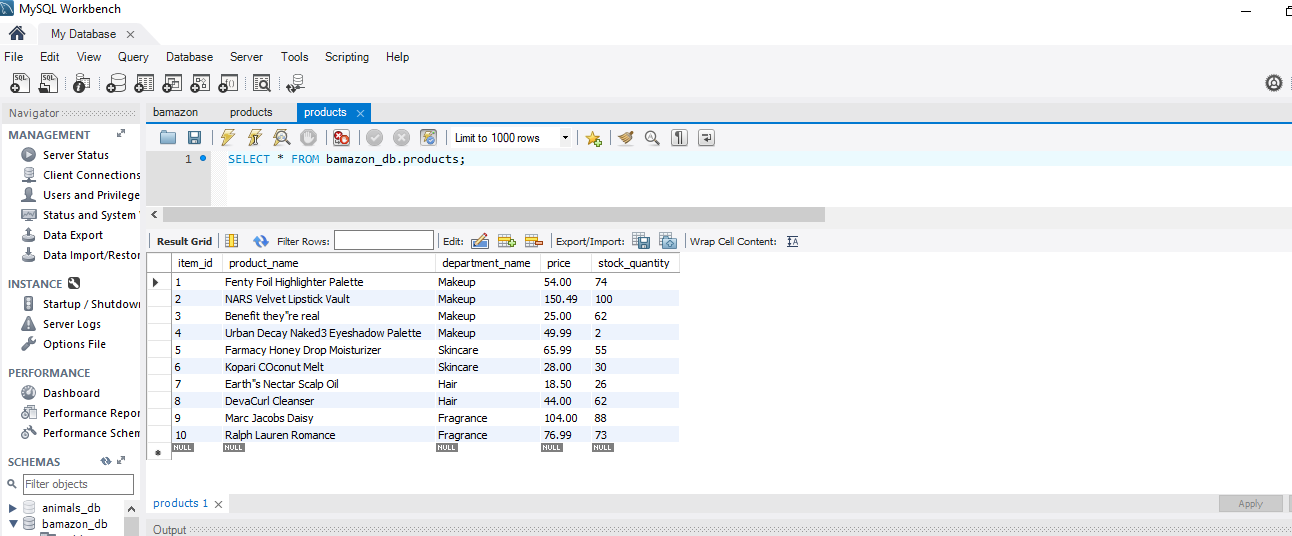 MySQL Workbench
My Database
File Edit View Query Database Server Tools Scripting Help
Navigator
MANAGEMENT
Server Status
Client Connections
Users and Privilege
Status and System
Data Export
Data Import/Restor
INSTANCE
Startup / Shutdown
Server Logs
Options File
PERFORMANCE
Dashboard
Performance Repor
Performance Schem
SCHEMAS
Filter objects
animals_db
bamazon_db
bamazon products products
Limit to 1000 rows
1 SELECT * FROM bamazon_db.products;
Result Grid Filter Rows: Edit: Export/Import: Wrap Cell Content:
item_id product_name department_name price stock_quantity
1 Fenty Foil Highlighter Palette Makeup 54.00 74
2 NARS Velvet Lipstick Vault Makeup 150.49 100
3 Benefit they"re real Makeup 25.00 62
4 Urban Decay Naked3 Eyeshadow Palette Makeup 49.99 2
5 Farmacy Honey Drop Moisturizer Skincare 65.99 55
6 Kopari COconut Melt Skincare 28.00 30
7 Earth"s Nectar Scalp Oil Hair 18.50 26
8 DevaCurl Cleanser Hair 44.00 62
9 Marc Jacobs Daisy Fragrance 104.00 88
10 Ralph Lauren Romance Fragrance 76.99 73
NULL NULL NULL NULL NULL
products 1
Apply
Output